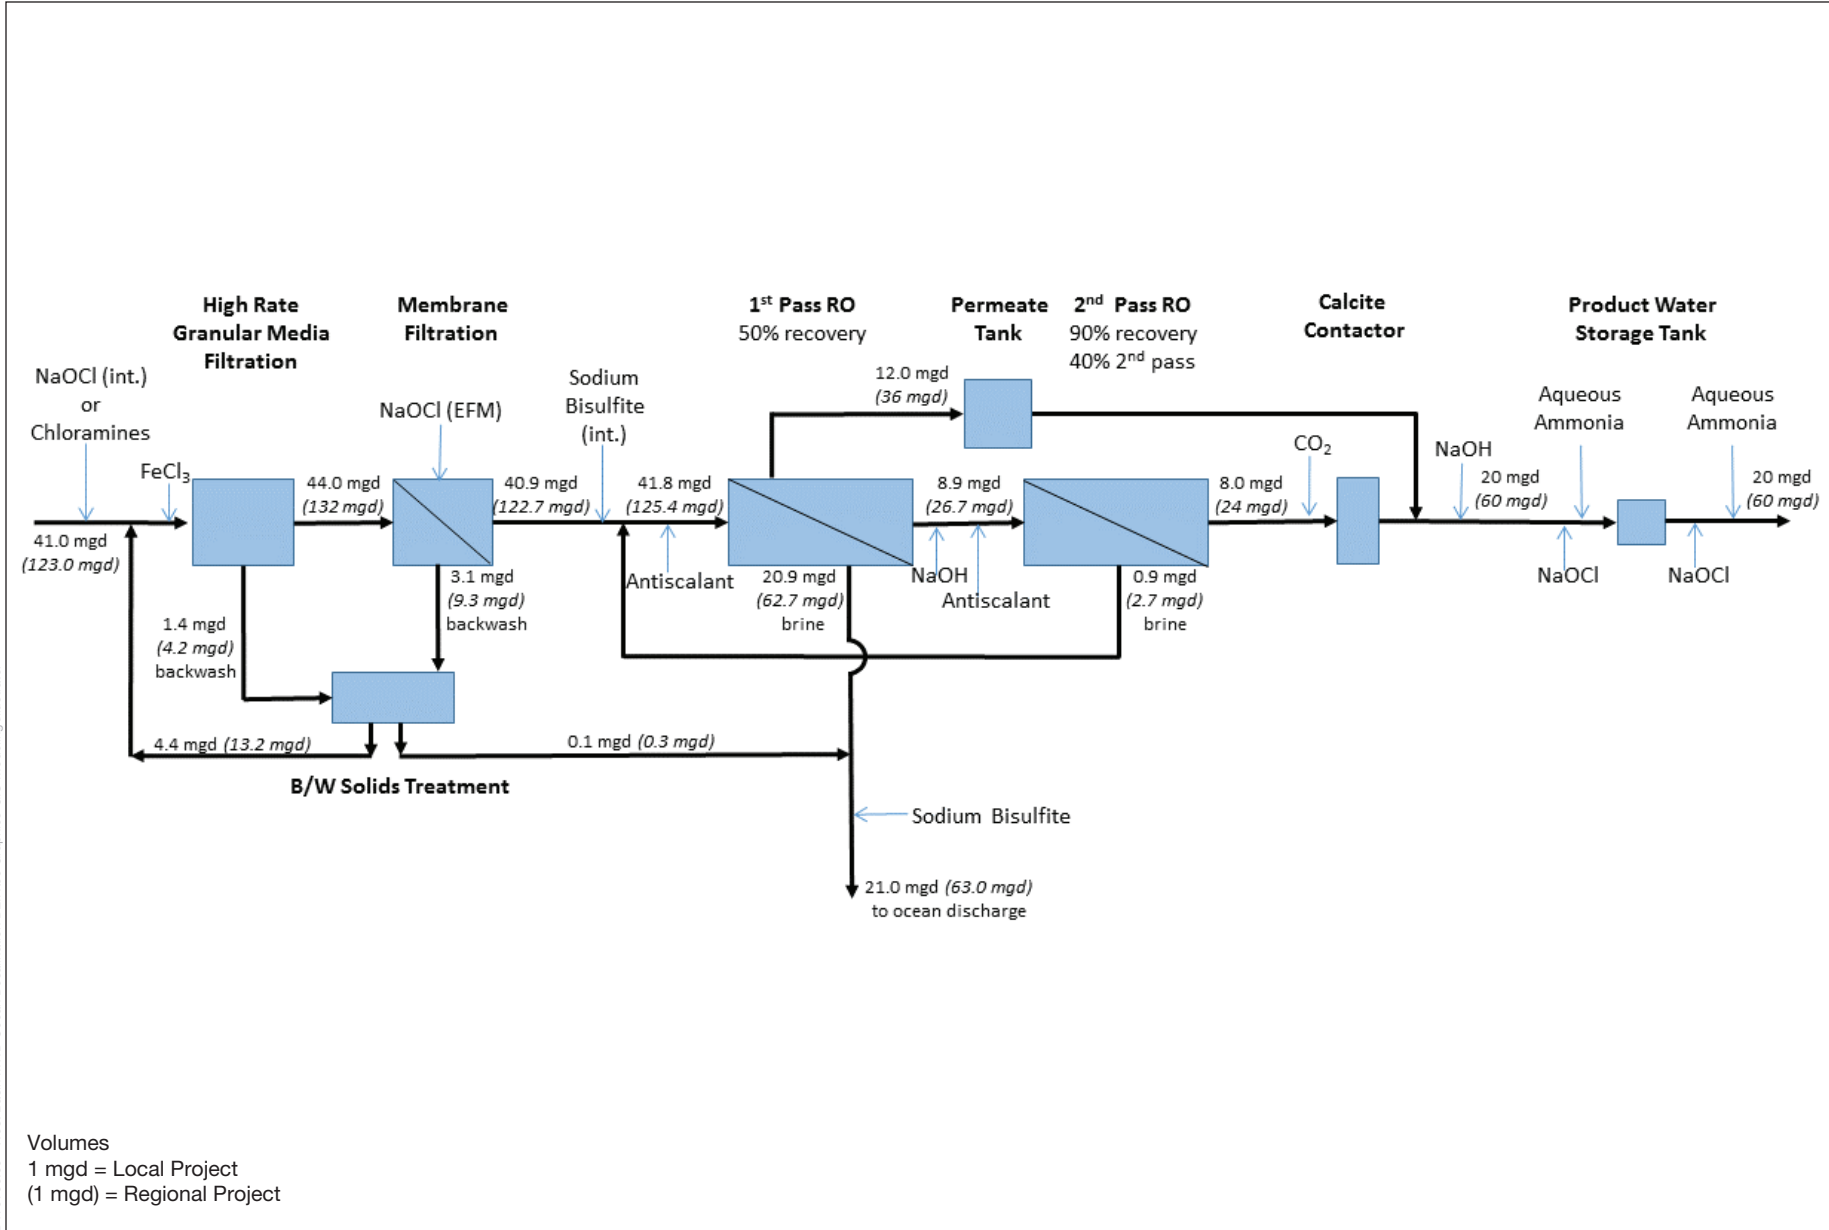 High Rate
Granular Media
Filtration
Membrane
Filtration
1st Pass RO
50% recovery
Permeate
Tank
2nd Pass RO
90% recovery
40% 2nd pass
Calcite
Contactor
Product Water
Storage Tank
NaOCl (int.)
or
Chloramines
FeCl3
NaOCl (EFM)
Sodium
Bisulfite
(int.)
12.0 mgd
(36 mgd)
CO2
NaOH
Aqueous
Ammonia
Aqueous
Ammonia
41.0 mgd
(123.0 mgd)
44.0 mgd
(132 mgd)
40.9 mgd
(122.7 mgd)
41.8 mgd
(125.4 mgd)
8.9 mgd
(26.7 mgd)
8.0 mgd
(24 mgd)
20 mgd
(60 mgd)
20 mgd
(60 mgd)
Antiscalant
NaOH
Antiscalant
NaOCl
NaOCl
1.4 mgd
(4.2 mgd)
backwash
3.1 mgd
(9.3 mgd)
backwash
20.9 mgd
(62.7 mgd)
brine
0.9 mgd
(2.7 mgd)
brine
4.4 mgd (13.2 mgd)
0.1 mgd (0.3 mgd)
B/W Solids Treatment
Sodium Bisulfite
21.0 mgd (63.0 mgd)
to ocean discharge
Volumes
1 mgd = Local Project
(1 mgd) = Regional Project